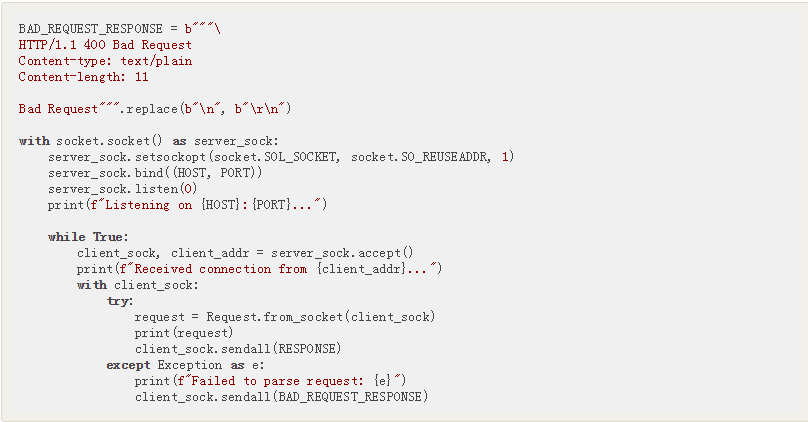 BAD_REQUEST_RESPONSE = b"""\
HTTP/1.1 400 Bad Request
Content-type: text/plain
Content-length: 11

Bad Request""".replace(b"\n", b"\r\n")

with socket.socket() as server_sock:
    server_sock.setsockopt(socket.SOL_SOCKET, socket.SO_REUSEADDR, 1)
    server_sock.bind((HOST, PORT))
    server_sock.listen(0)
    print(f"Listening on {HOST}:{PORT}...")

    while True:
        client_sock, client_addr = server_sock.accept()
        print(f"Received connection from {client_addr}...")
        with client_sock:
            try:
                request = Request.from_socket(client_sock)
                print(request)
                client_sock.sendall(RESPONSE)
            except Exception as e:
                print(f"Failed to parse request: {e}")
                client_sock.sendall(BAD_REQUEST_RESPONSE)